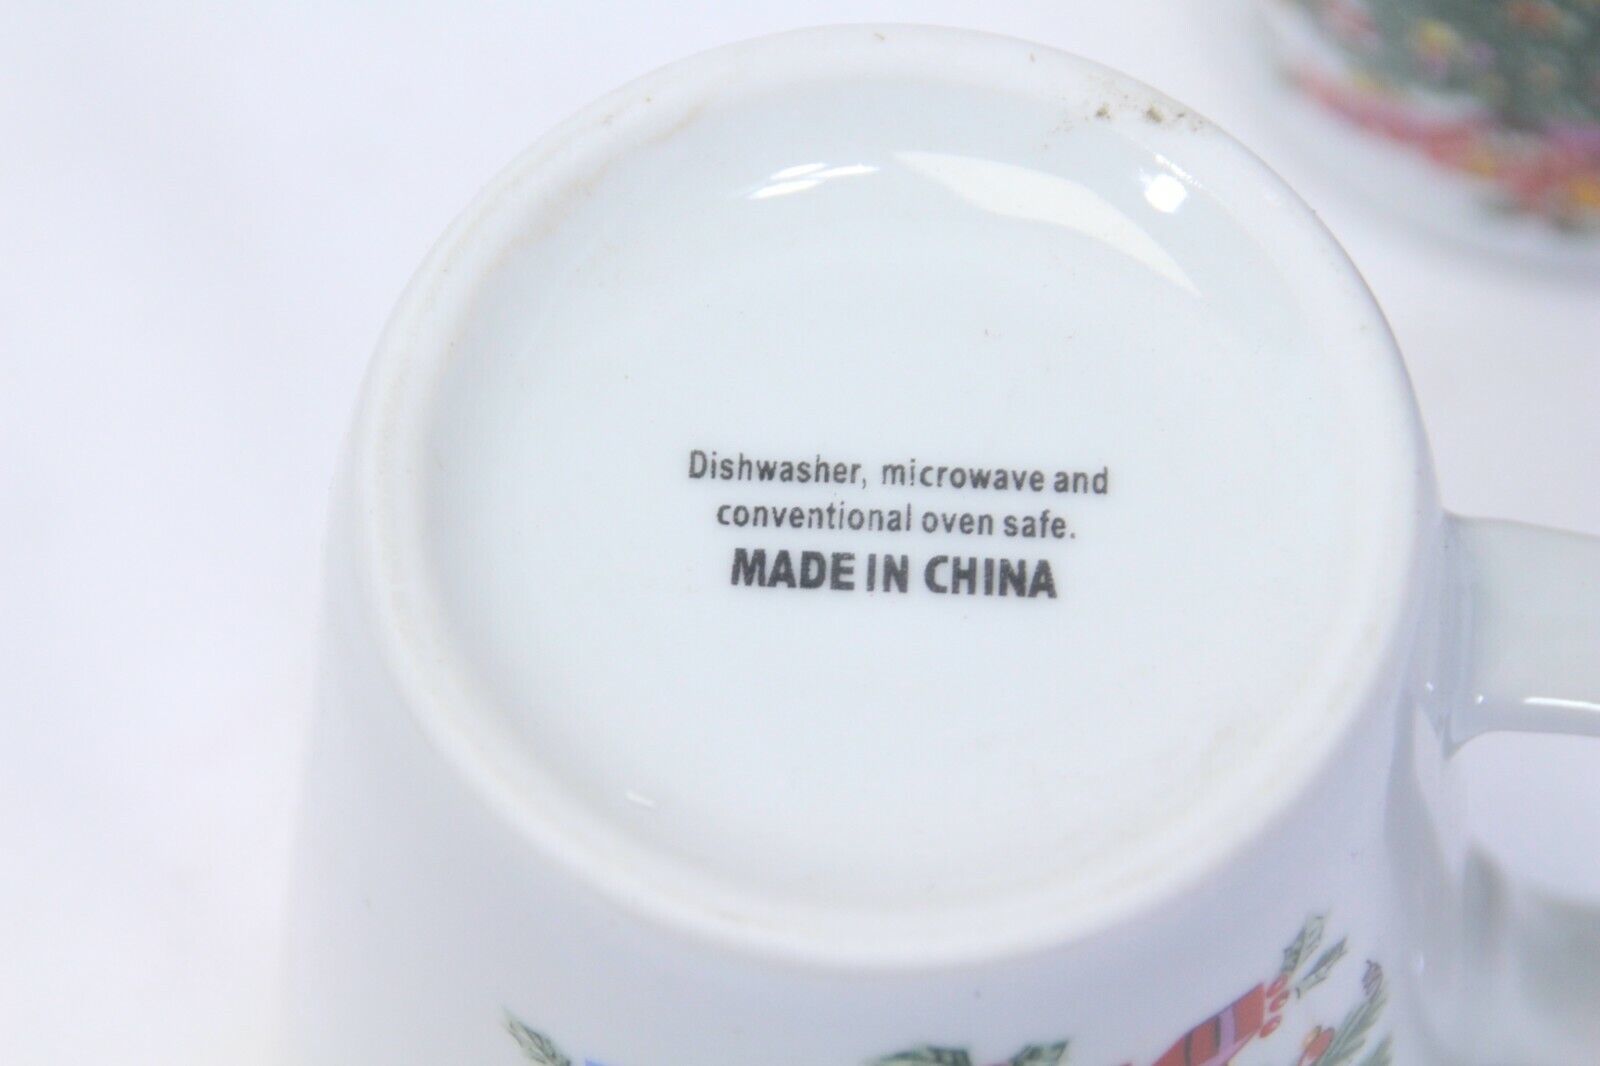 Dishwasher, microwave and
conventional oven safe.
MADE IN CHINA